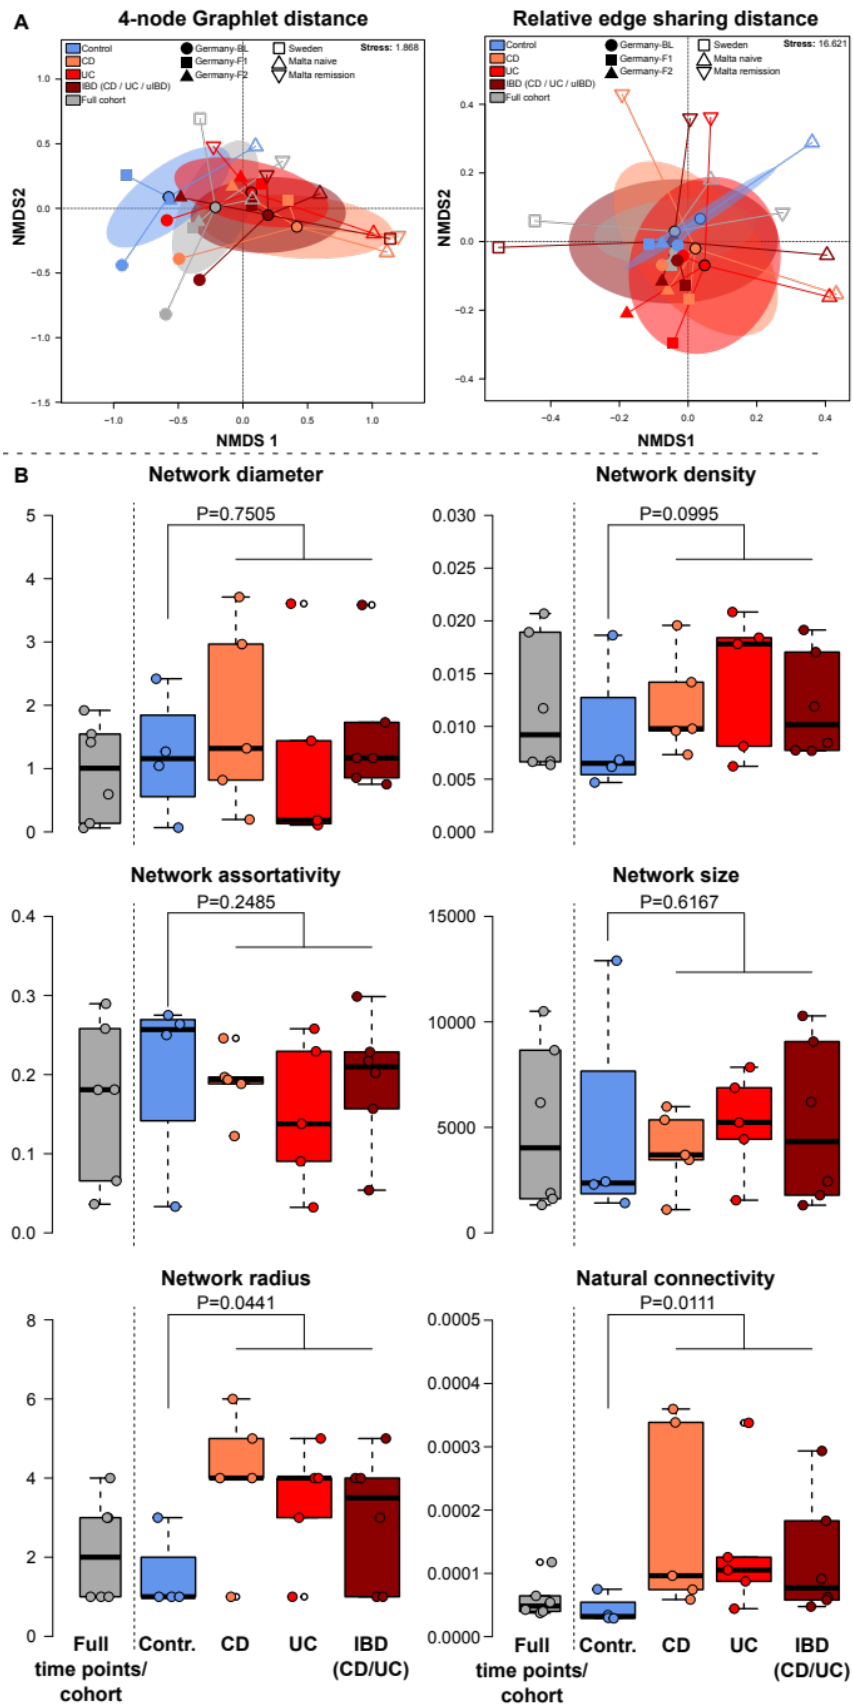 A
4-node Graphlet distance
Relative edge sharing distance
Control
CD
UC
IBD (CD / UC / uIBD)
Full cohort
Germany-BL
Germany-F1
Germany-F2
Sweden
Malta naive
Malta remission
Stress: 1.868
NMDS2
1.0
0.5
0.0
−0.5
−1.0
−1.5
−1.0
−0.5
0.0
0.5
1.0
NMDS 1
Control
CD
UC
IBD (CD / UC / uIBD)
Full cohort
Germany-BL
Germany-F1
Germany-F2
Sweden
Malta naive
Malta remission
Stress: 16.621
NMDS2
0.4
0.2
0.0
−0.2
−0.4
−0.4
−0.2
0.0
0.2
0.4
NMDS1
B
Network diameter
P=0.7505
5
4
3
2
1
0
Network density
P=0.0995
0.030
0.025
0.020
0.015
0.010
0.005
0.000
Network assortativity
P=0.2485
0.4
0.3
0.2
0.1
0.0
Network size
P=0.6167
15000
10000
5000
0
Network radius
P=0.0441
8
6
4
2
0
Natural connectivity
P=0.0111
0.0005
0.0004
0.0003
0.0002
0.0001
0.0000
Full
time points/
cohort
Contr.
CD
UC
IBD
(CD/UC)
Full
time points/
cohort
Contr.
CD
UC
IBD
(CD/UC)